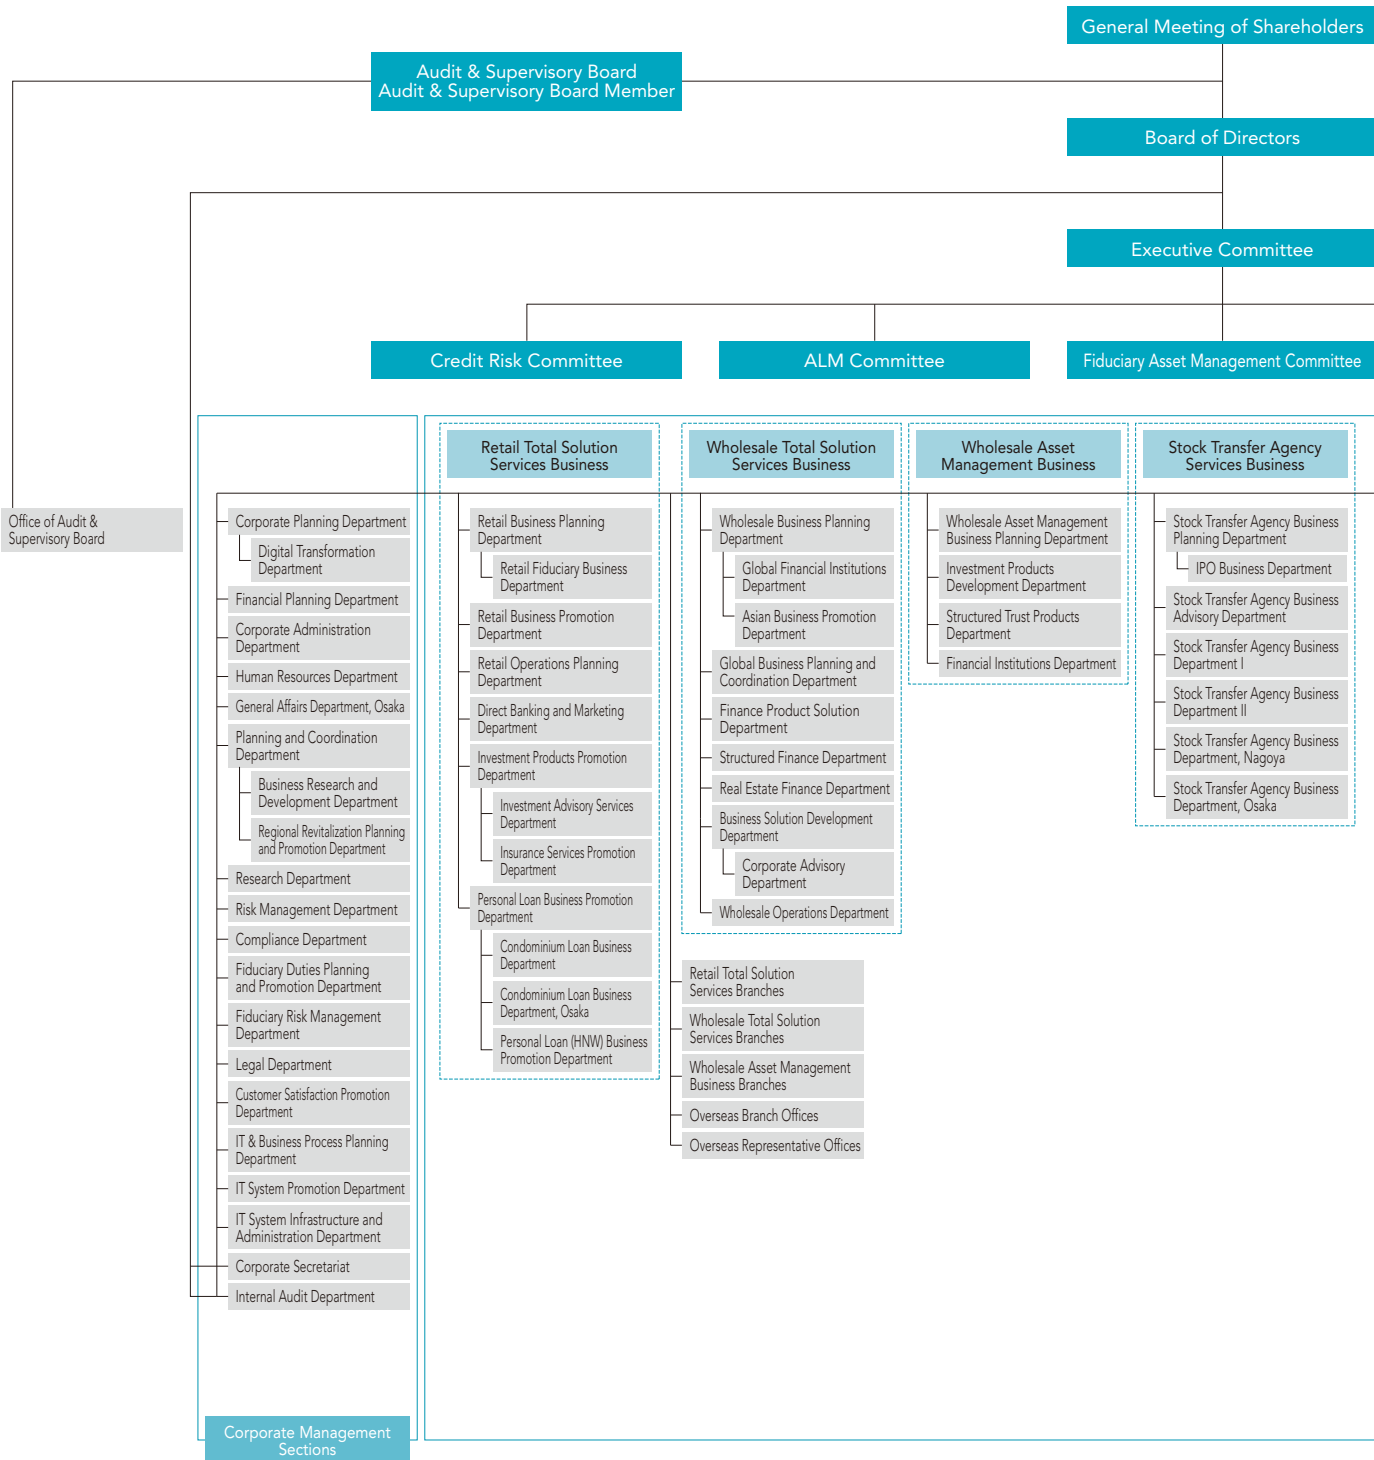 General Meeting of Shareholders
Audit & Supervisory Board
Audit & Supervisory Board Member
Board of Directors
Executive Committee
Credit Risk Committee
ALM Committee
Fiduciary Asset Management Committee
Office of Audit &
Supervisory Board
Corporate Planning Department
Digital Transformation
Department
Financial Planning Department
Corporate Administration
Department
Human Resources Department
General Affairs Department, Osaka
Planning and Coordination
Department
Business Research and
Development Department
Regional Revitalization Planning
and Promotion Department
Research Department
Risk Management Department
Compliance Department
Fiduciary Duties Planning
and Promotion Department
Fiduciary Risk Management
Department
Legal Department
Customer Satisfaction Promotion
Department
IT & Business Process Planning
Department
IT System Promotion Department
IT System Infrastructure and
Administration Department
Corporate Secretariat
Internal Audit Department
Corporate Management
Sections
Retail Total Solution
Services Business
Retail Business Planning
Department
Retail Fiduciary Business
Department
Retail Business Promotion
Department
Retail Operations Planning
Department
Direct Banking and Marketing
Department
Investment Products Promotion
Department
Investment Advisory Services
Department
Insurance Services Promotion
Department
Personal Loan Business Promotion
Department
Condominium Loan Business
Department
Condominium Loan Business
Department, Osaka
Personal Loan (HNW) Business
Promotion Department
Wholesale Total Solution
Services Business
Wholesale Business Planning
Department
Global Financial Institutions
Department
Asian Business Promotion
Department
Global Business Planning and
Coordination Department
Finance Product Solution
Department
Structured Finance Department
Real Estate Finance Department
Business Solution Development
Department
Corporate Advisory
Department
Wholesale Operations Department
Retail Total Solution
Services Branches
Wholesale Total Solution
Services Branches
Wholesale Asset Management
Business Branches
Overseas Branch Offices
Overseas Representative Offices
Wholesale Asset
Management Business
Wholesale Asset Management
Business Planning Department
Investment Products
Development Department
Structured Trust Products
Department
Financial Institutions Department
Stock Transfer Agency
Services Business
Stock Transfer Agency Business
Planning Department
IPO Business Department
Stock Transfer Agency Business
Advisory Department
Stock Transfer Agency Business
Department I
Stock Transfer Agency Business
Department II
Stock Transfer Agency Business
Department, Nagoya
Stock Transfer Agency Business
Department, Osaka